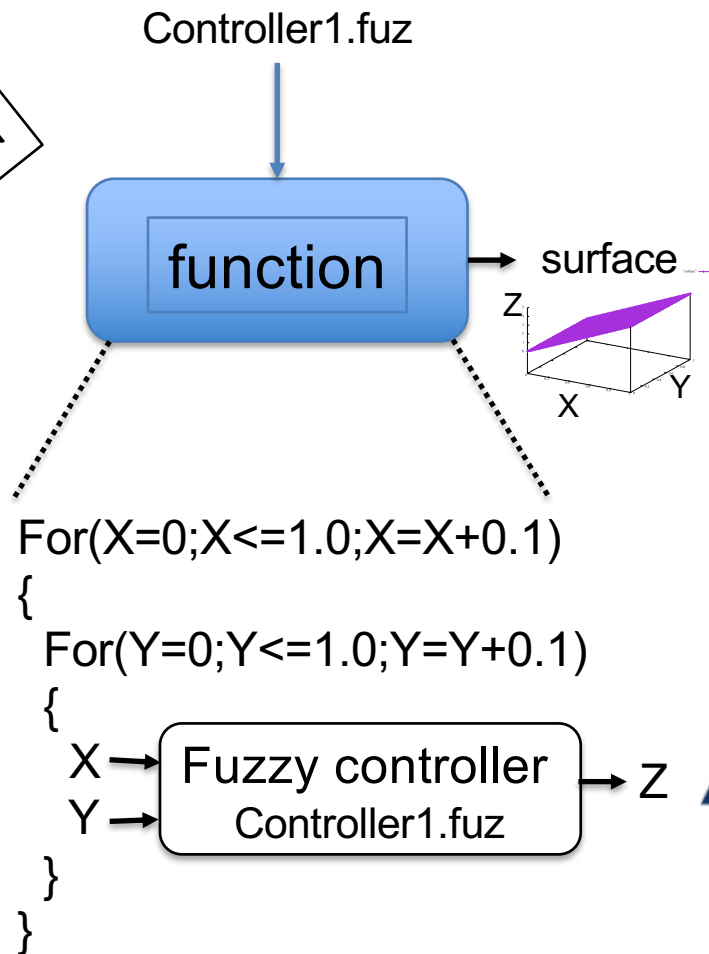 Controller1.fuz
function
surface
Z
X
Y
For(X=0;X<=1.0;X=X+0.1)
{
For(Y=0;Y<=1.0;Y=Y+0.1)
{
X
Fuzzy controller
Z
Y
Controller1.fuz
}
}